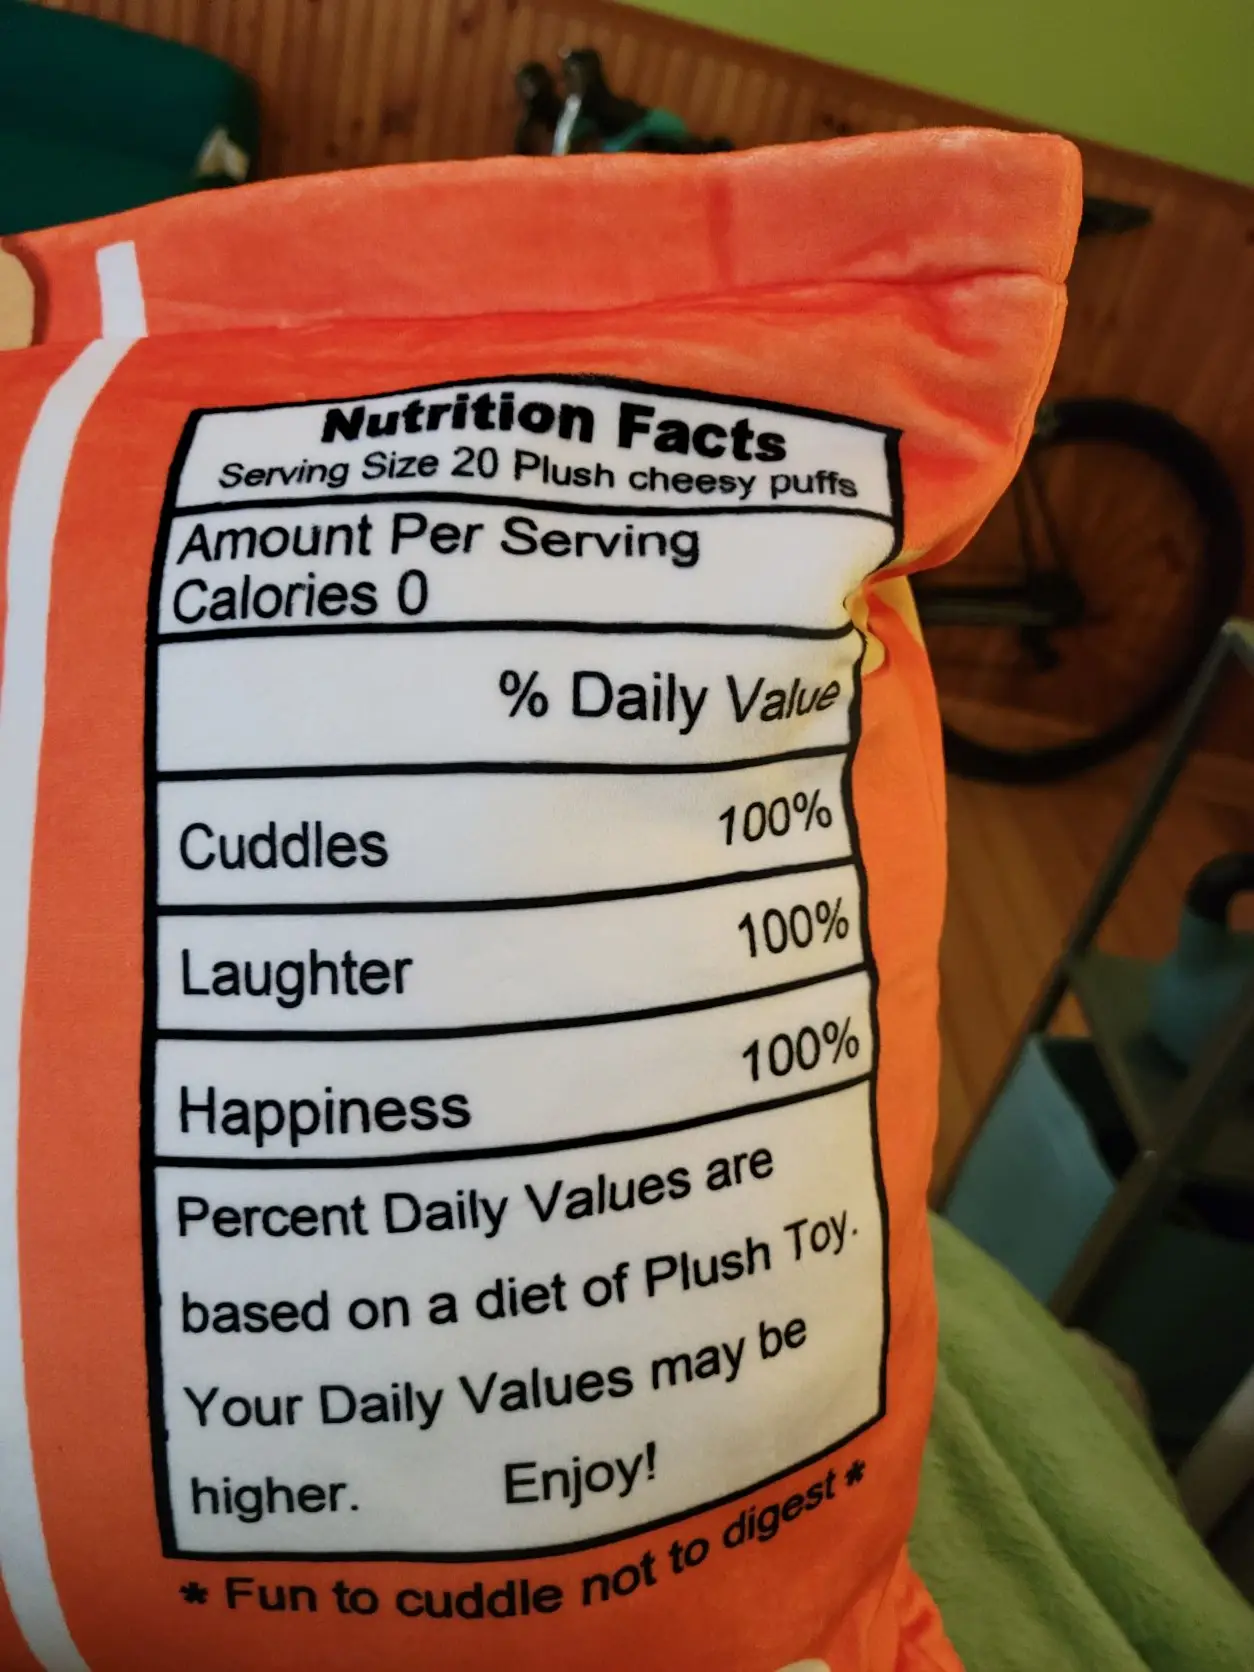 Nutrition Facts
Serving Size 20 Plush cheesy puffs
Amount Per Serving
Calories 0
% Daily Value
Cuddles 100%
Laughter 100%
Happiness 100%
Percent Daily Values are
based on a diet of Plush Toy.
Your Daily Values may be
higher. Enjoy!
* Fun to cuddle not to digest *